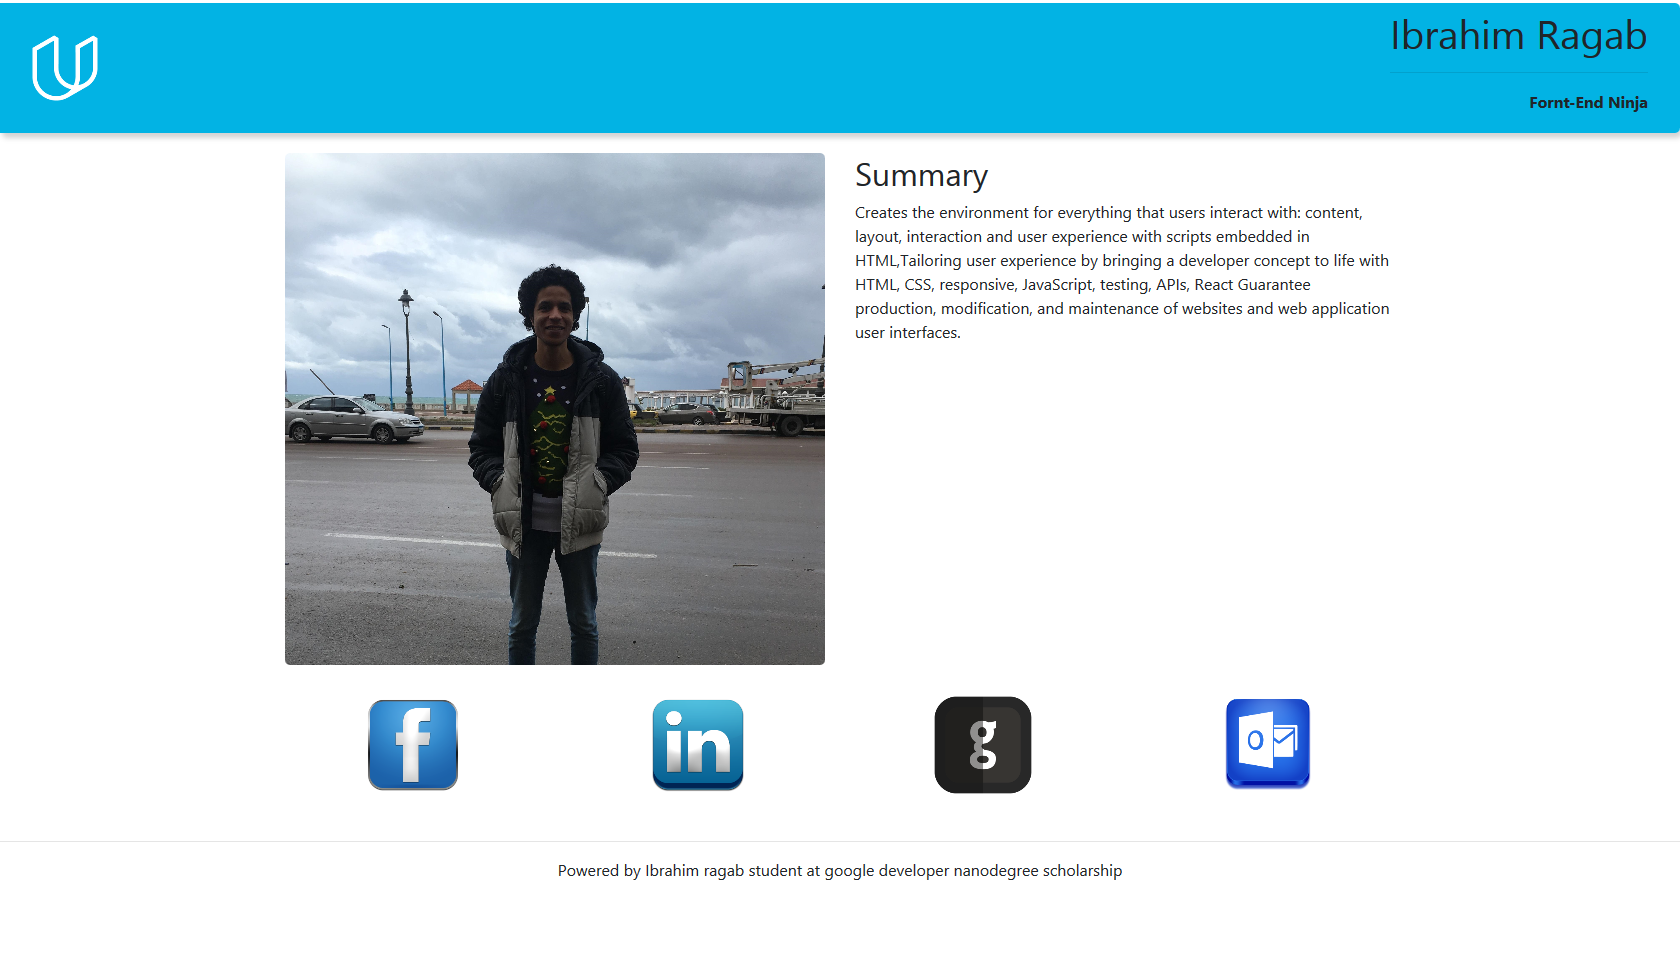 Ibrahim Ragab
Fornt-End Ninja
Summary
Creates the environment for everything that users interact with: content,
layout, interaction and user experience with scripts embedded in
HTML,Tailoring user experience by bringing a developer concept to life with
HTML, CSS, responsive, JavaScript, testing, APIs, React Guarantee
production, modification, and maintenance of websites and web application
user interfaces.
f
in
g
O
Powered by Ibrahim ragab student at google developer nanodegree scholarship